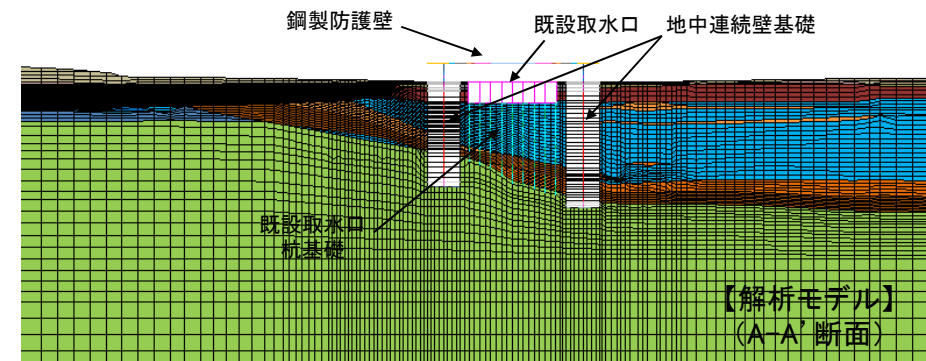 鋼製防護壁
既設取水口
地中連続壁基礎
既設取水口
杭基礎
【解析モデル】
(A-A’断面)